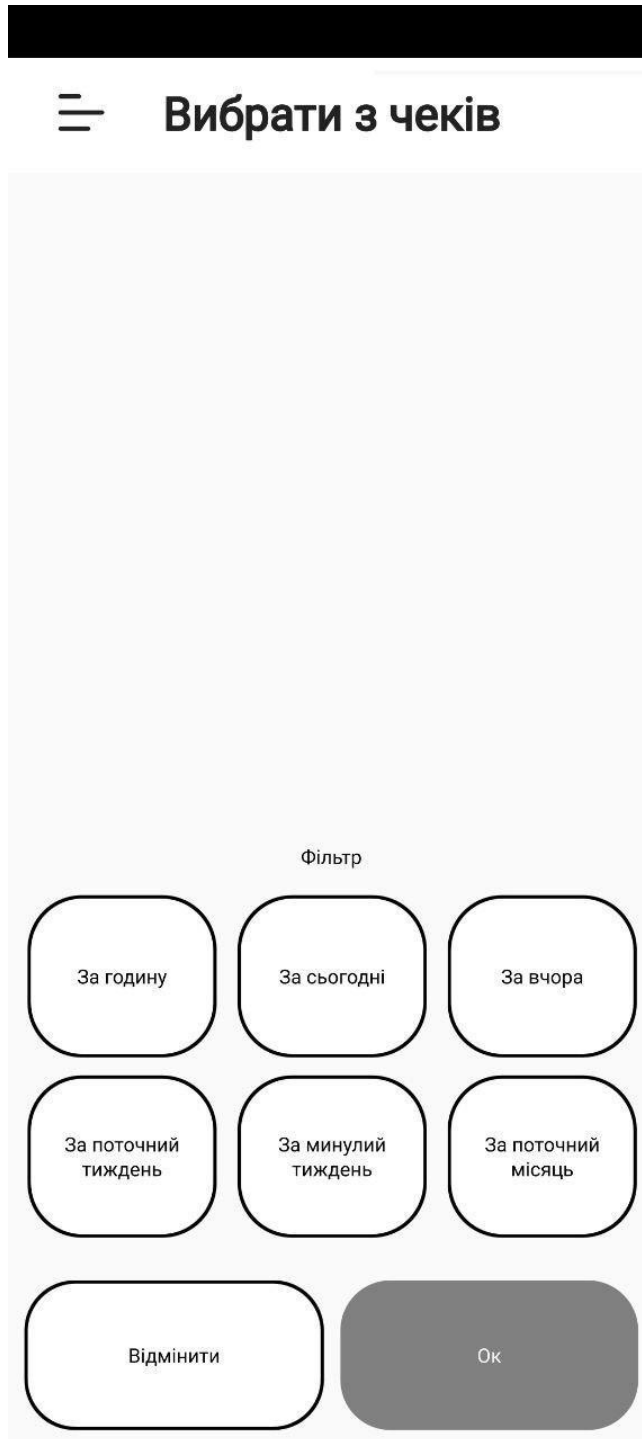 Вибрати з чеків
Фільтр
За годину
За сьогодні
За вчора
За поточний
тиждень
За минулий
тиждень
За поточний
місяць
Відмінити
Ок